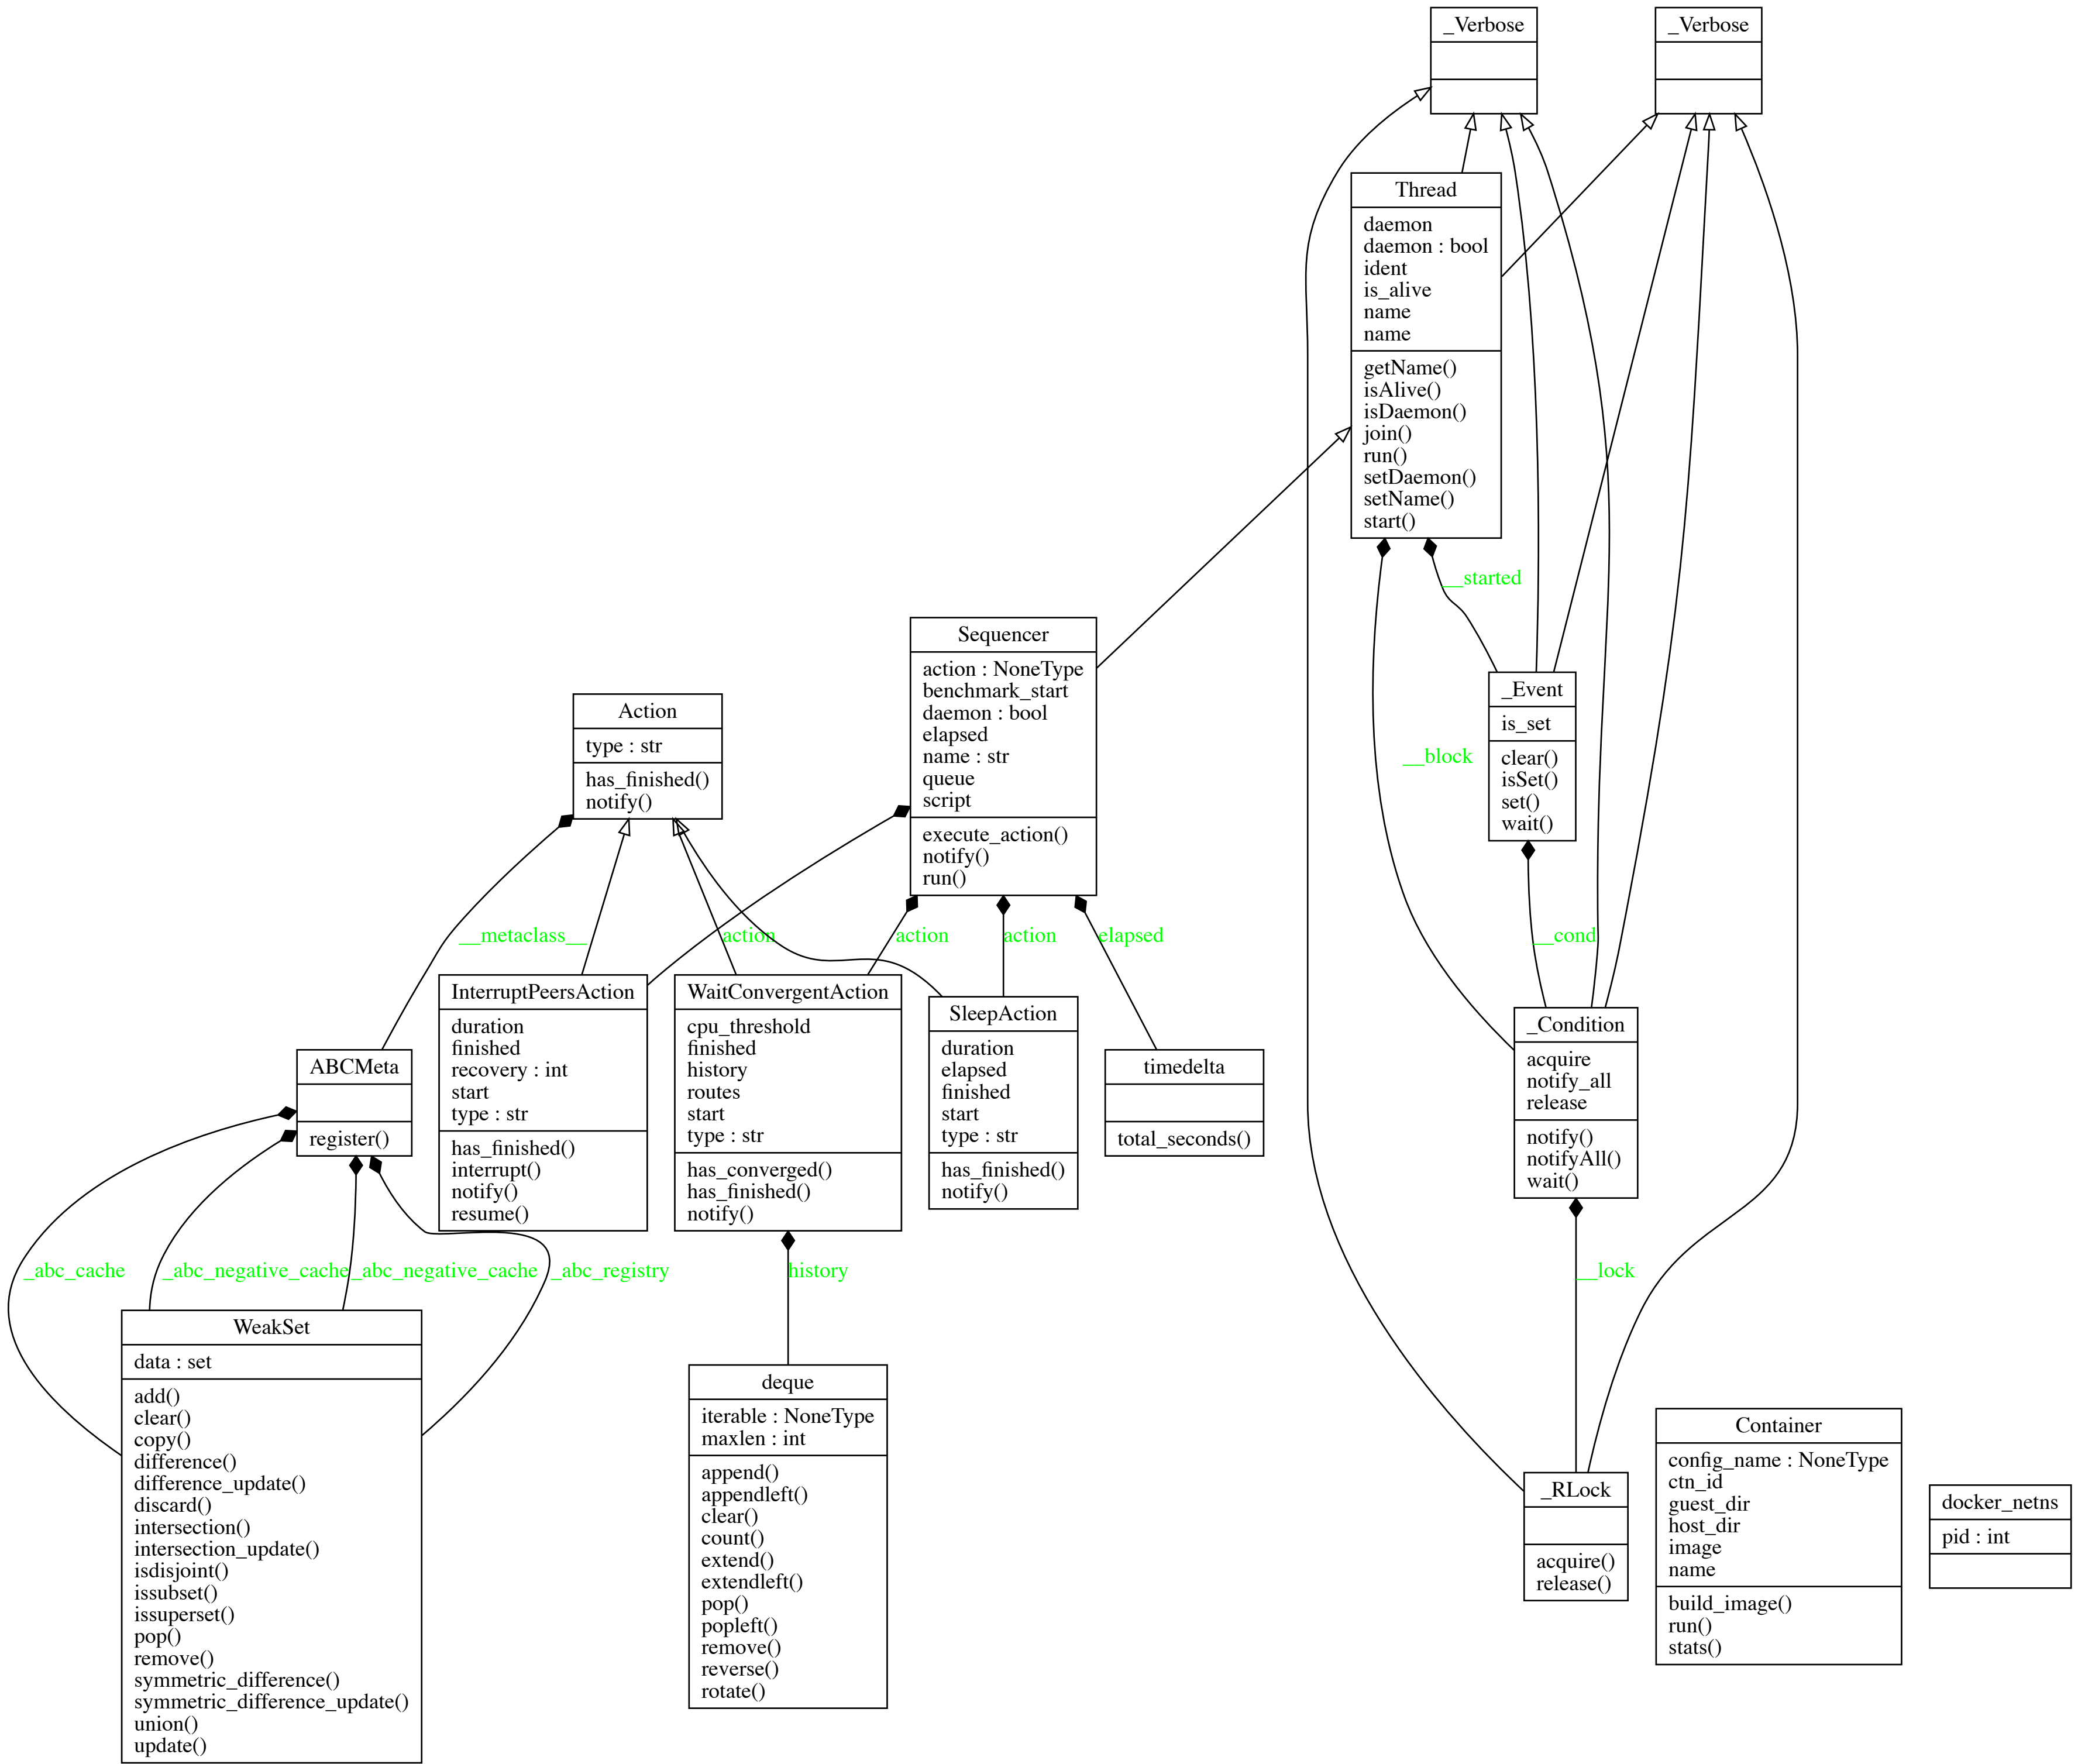 _Verbose
_Verbose
Thread
daemon
daemon : bool
ident
is_alive
name
name
getName()
isAlive()
isDaemon()
join()
run()
setDaemon()
setName()
start()
__started
__block
Sequencer
action : NoneType
benchmark_start
daemon : bool
elapsed
name : str
queue
script
execute_action()
notify()
run()
_Event
is_set
clear()
isSet()
set()
wait()
Action
type : str
has_finished()
notify()
__metaclass__
action
action
action
elapsed
__cond
ABCMeta
register()
InterruptPeersAction
duration
finished
recovery : int
start
type : str
has_finished()
interrupt()
notify()
resume()
WaitConvergentAction
cpu_threshold
finished
history
routes
start
type : str
has_converged()
has_finished()
notify()
SleepAction
duration
elapsed
finished
start
type : str
has_finished()
notify()
timedelta
total_seconds()
_Condition
acquire
notify_all
release
notify()
notifyAll()
wait()
_abc_cache
_abc_negative_cache
_abc_negative_cache
_abc_registry
history
__lock
WeakSet
data : set
add()
clear()
copy()
difference()
difference_update()
discard()
intersection()
intersection_update()
isdisjoint()
issubset()
issuperset()
pop()
remove()
symmetric_difference()
symmetric_difference_update()
union()
update()
deque
iterable : NoneType
maxlen : int
append()
appendleft()
clear()
count()
extend()
extendleft()
pop()
popleft()
remove()
reverse()
rotate()
_RLock
acquire()
release()
Container
config_name : NoneType
ctn_id
guest_dir
host_dir
image
name
build_image()
run()
stats()
docker_netns
pid : int